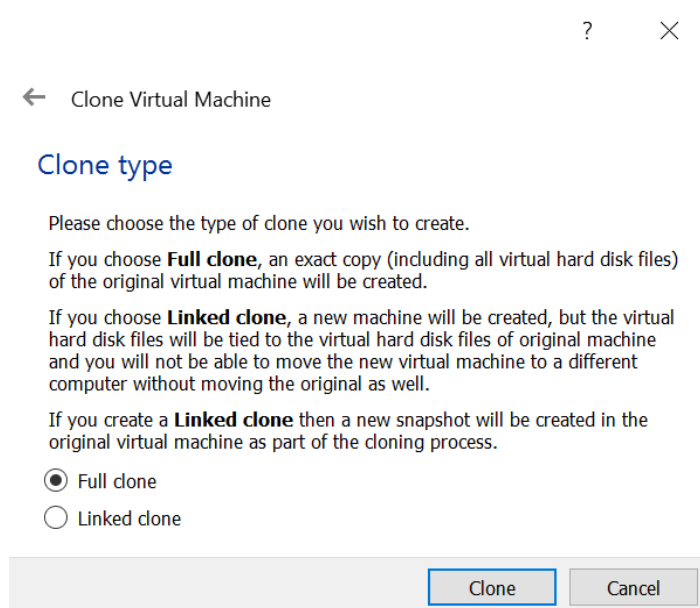 ?
Clone Virtual Machine
Clone type
Please choose the type of clone you wish to create.
If you choose Full clone, an exact copy (including all virtual hard disk files)
of the original virtual machine will be created.
If you choose Linked clone, a new machine will be created, but the virtual
hard disk files will be tied to the virtual hard disk files of original machine
and you will not be able to move the new virtual machine to a different
computer without moving the original as well.
If you create a Linked clone then a new snapshot will be created in the
original virtual machine as part of the cloning process.
Full clone
Linked clone
Clone Cancel